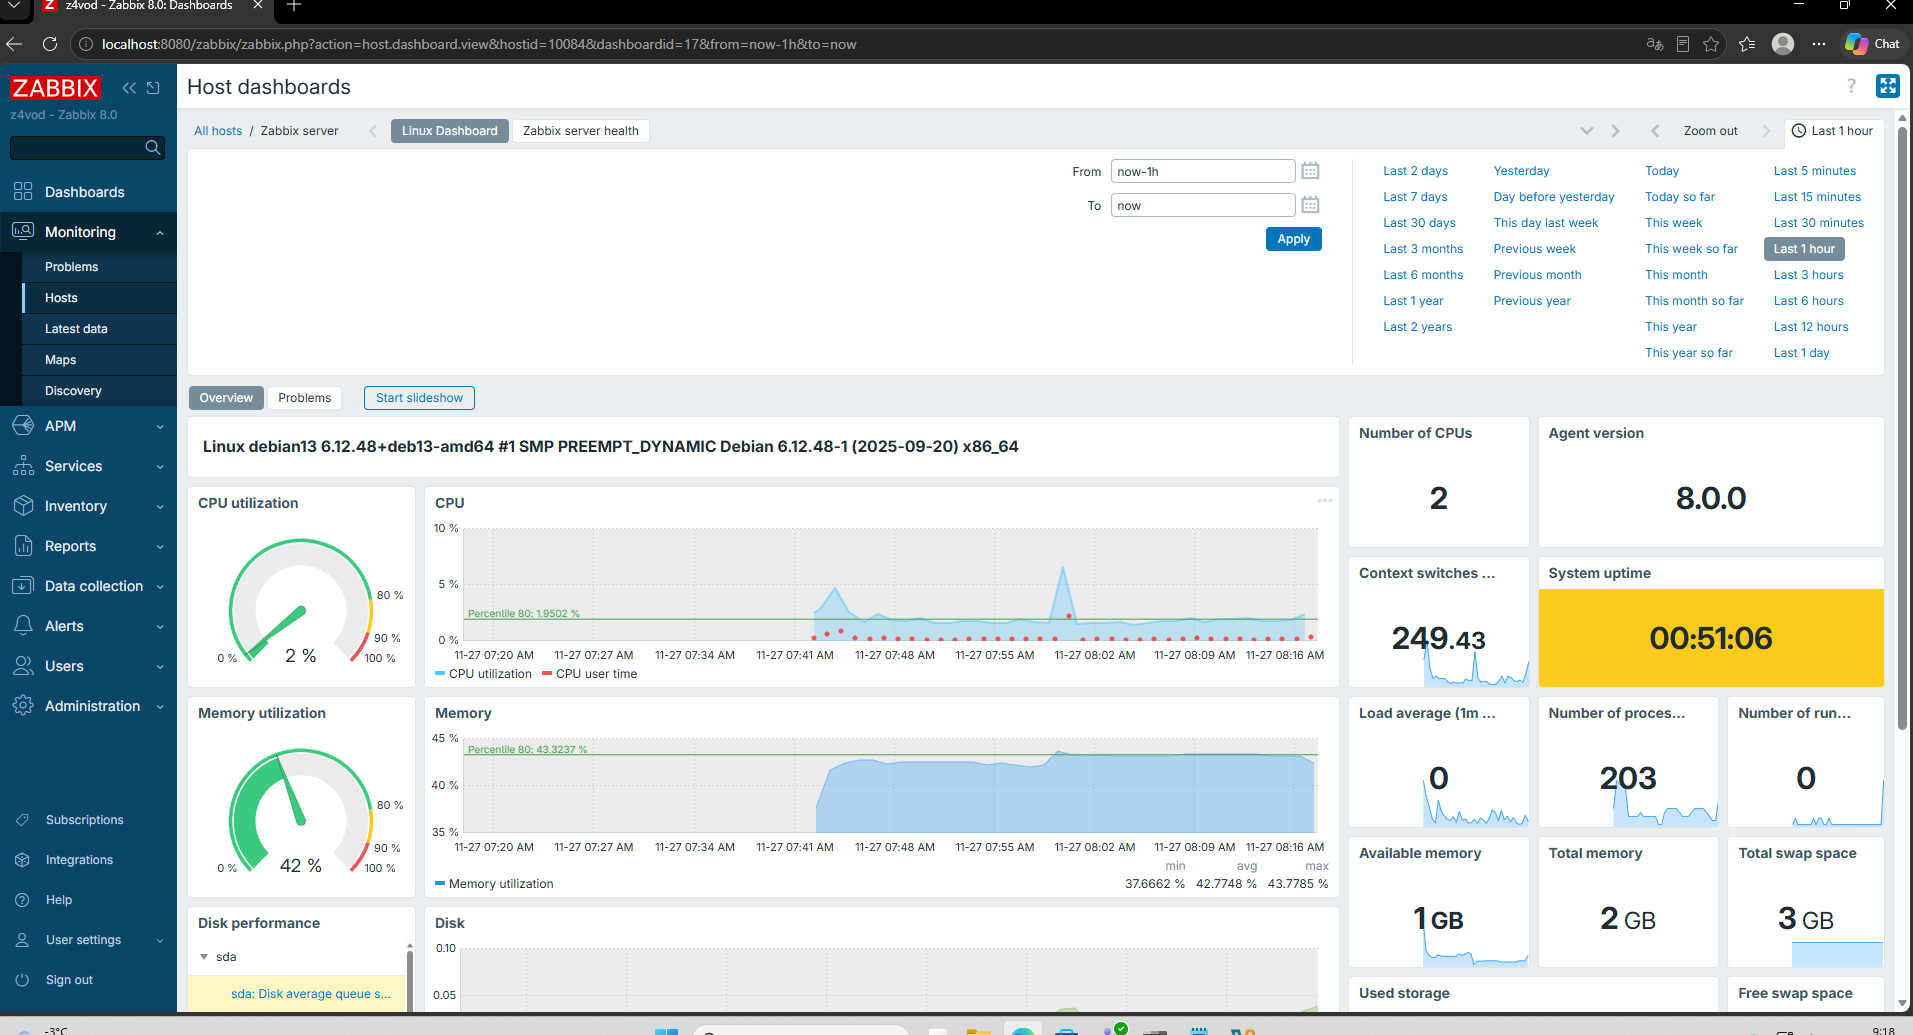 z4vod - Zabbix 8.0: Dashboards
localhost:8080/zabbix/zabbix.php?action=host.dashboard.view&hostid=10084&dashboardid=17&from=now-1h&to=now
Chat
ZABBIX
z4vod - Zabbix 8.0
Dashboards
Monitoring
Problems
Hosts
Latest data
Maps
Discovery
APM
Services
Inventory
Reports
Data collection
Alerts
Users
Administration
Subscriptions
Integrations
Help
User settings
Sign out
Host dashboards
?
All hosts / Zabbix server
Linux Dashboard
Zabbix server health
Zoom out
Last 1 hour
From now-1h
To now
Apply
Last 2 days Yesterday Today Last 5 minutes
Last 7 days Day before yesterday Today so far Last 15 minutes
Last 30 days This day last week This week Last 30 minutes
Last 3 months Previous week This week so far Last 1 hour
Last 6 months Previous month This month Last 3 hours
Last 1 year Previous year This month so far Last 6 hours
Last 2 years This year Last 12 hours
This year so far Last 1 day
Overview
Problems
Start slideshow
Linux debian13 6.12.48+deb13-amd64 #1 SMP PREEMPT_DYNAMIC Debian 6.12.48-1 (2025-09-20) x86_64
Number of CPUs
2
Agent version
8.0.0
CPU utilization
80 %
90 %
0 %
2 %
100 %
CPU
10 %
5 %
Percentile 80: 1.9502 %
0 %
11-27 07:20 AM 11-27 07:27 AM 11-27 07:34 AM 11-27 07:41 AM 11-27 07:48 AM 11-27 07:55 AM 11-27 08:02 AM 11-27 08:09 AM 11-27 08:16 AM
CPU utilization CPU user time
Context switches ...
249.43
System uptime
00:51:06
Memory utilization
80 %
90 %
0 %
42 %
100 %
Memory
45 %
Percentile 80: 43.3237 %
40 %
35 %
11-27 07:20 AM 11-27 07:27 AM 11-27 07:34 AM 11-27 07:41 AM 11-27 07:48 AM 11-27 07:55 AM 11-27 08:02 AM 11-27 08:09 AM 11-27 08:16 AM
min avg max
Memory utilization 37.6662 % 42.7748 % 43.7785 %
Load average (1m ...
0
Number of proces...
203
Number of run...
0
Available memory
1 GB
Total memory
2 GB
Total swap space
3 GB
Disk performance
sda
sda: Disk average queue s...
Disk
0.10
0.05
Used storage
Free swap space
-3°C
9:18